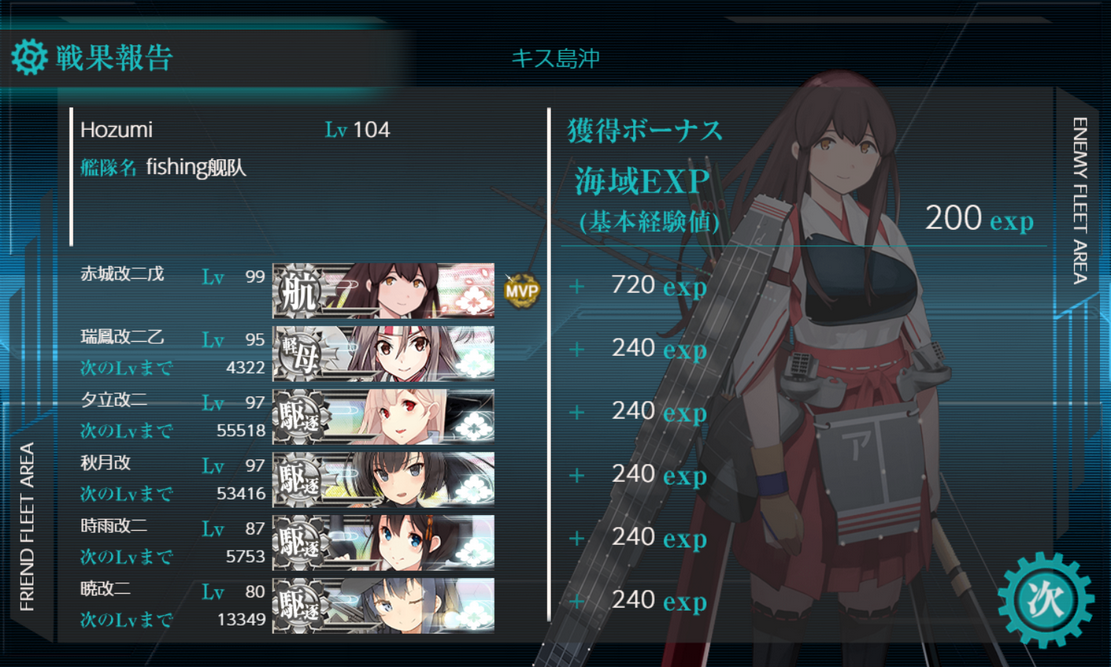 戦果報告
キス島沖
Hozumi Lv 104
艦隊名 fishing舰队
獲得ボーナス
海域EXP
(基本経験値)
200 exp
赤城改二戊 Lv 99
航
MVP
+ 720 exp
瑞鳳改二乙 Lv 95
次のLvまで 4322
軽母
+ 240 exp
夕立改二 Lv 97
次のLvまで 55518
駆逐
+ 240 exp
秋月改 Lv 97
次のLvまで 53416
駆逐
+ 240 exp
時雨改二 Lv 87
次のLvまで 5753
駆逐
+ 240 exp
暁改二 Lv 80
次のLvまで 13349
駆逐
+ 240 exp
FRIEND FLEET AREA
ENEMY FLEET AREA
ア
次